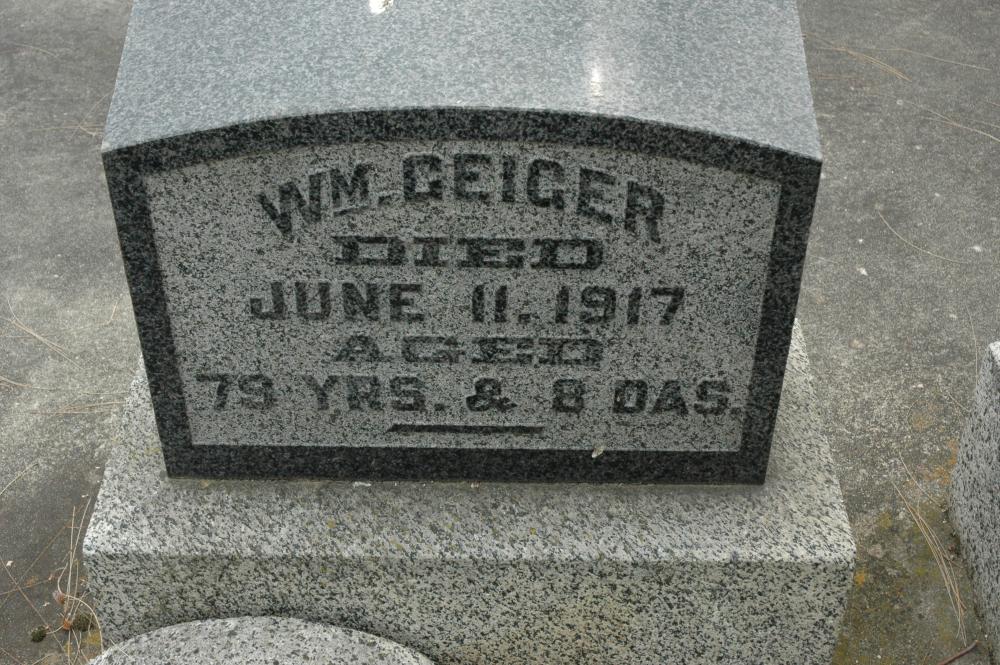 WM. GEIGER
DIED
JUNE 11. 1917
AGED
79 YRS. & 8 DAS.